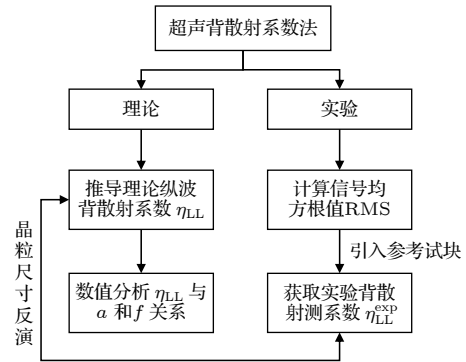 超声背散射系数法
理论
实验
推导理论纵波
背散射系数 η_LL
计算信号均
方根值RMS
晶粒尺寸反演
引入参考试块
数值分析 η_LL 与
a 和f 关系
获取实验背散
射测系数 η_LL^exp